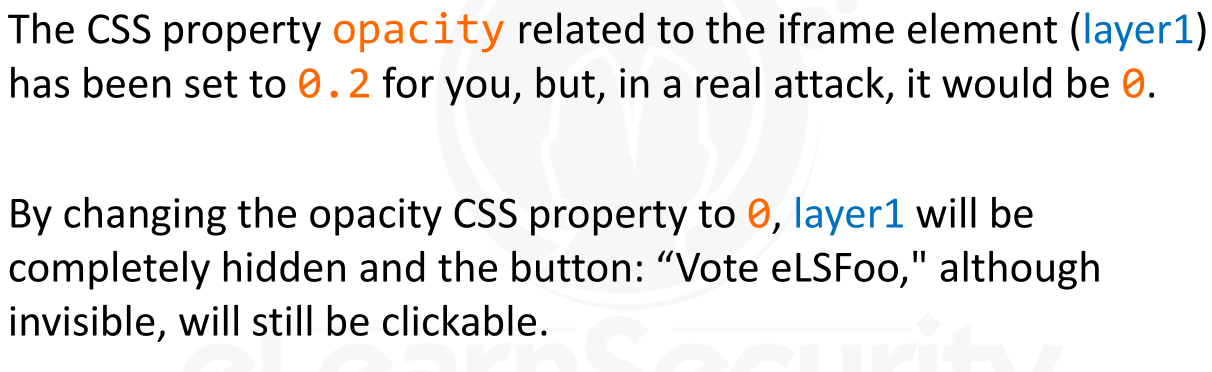 The CSS property opacity related to the iframe element (layer1)
has been set to 0.2 for you, but, in a real attack, it would be 0.
By changing the opacity CSS property to 0, layer1 will be
completely hidden and the button: “Vote eLSFoo," although
invisible, will still be clickable.
eLearnSecurity